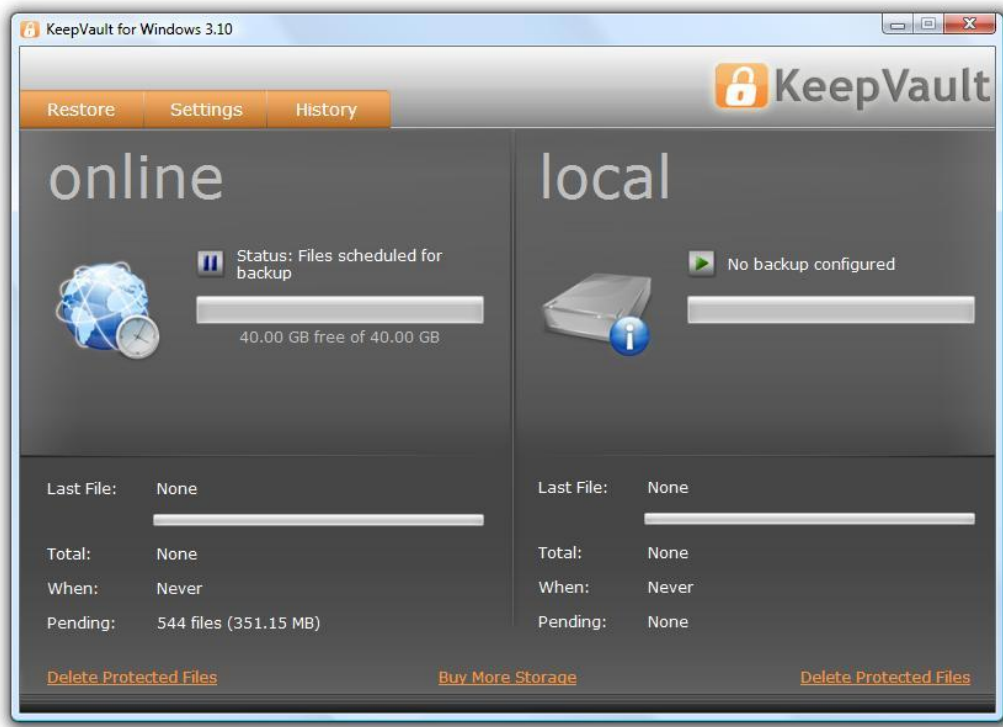 KeepVault for Windows 3.10
KeepVault
Restore Settings History
online
Status: Files scheduled for
backup
40.00 GB free of 40.00 GB
Last File: None
Total: None
When: Never
Pending: 544 files (351.15 MB)
local
No backup configured
Last File: None
Total: None
When: Never
Pending: None
Delete Protected Files
Buy More Storage
Delete Protected Files